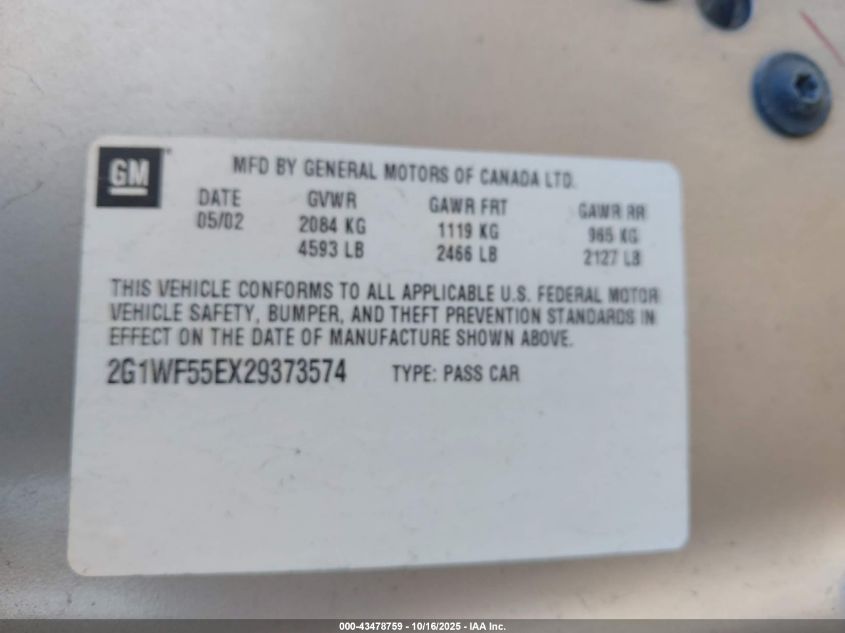 GM
MFD BY GENERAL MOTORS OF CANADA LTD.
DATE GVWR GAWR FRT GAWR RR
05/02 2084 KG 1119 KG 965 KG
4593 LB 2466 LB 2127 LB
THIS VEHICLE CONFORMS TO ALL APPLICABLE U.S. FEDERAL MOTOR
VEHICLE SAFETY, BUMPER, AND THEFT PREVENTION STANDARDS IN
EFFECT ON THE DATE OF MANUFACTURE SHOWN ABOVE.
2G1WF55EX29373574 TYPE: PASS CAR
000-43478759 - 10/16/2025 - IAA Inc.